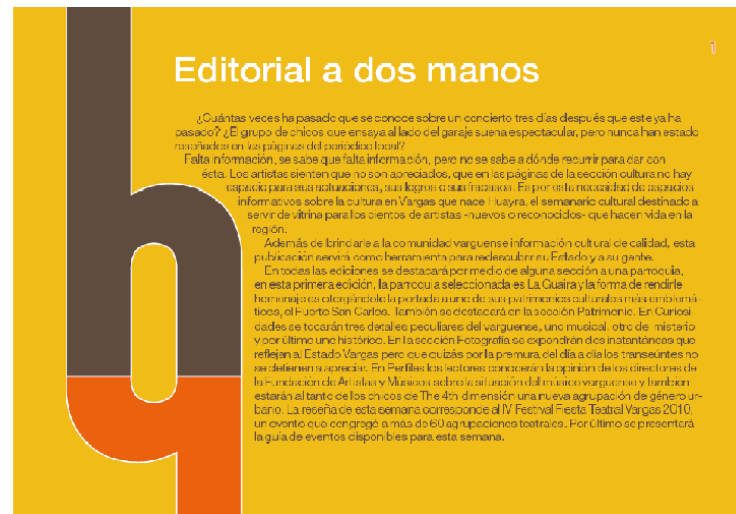 1
Editorial a dos manos
¿Cuántas veces ha pasado que se conoce sobre un concierto tres días después que este ya ha
pasado? ¿El grupo de chicos que ensaya al lado del garaje suena espectacular, pero nunca han estado
reseñados en las páginas del periódico local?
Falta información, se sabe que falta información, pero no se sabe a dónde recurrir para dar con
ésta. Los artistas sienten que no son apreciados, que en las páginas de la sección cultura no hay
espacio para sus actuaciones, sus logros o sus fracasos. Es por esta necesidad de espacios
informativos sobre la cultura en Vargas que nace Huayra, el semanario cultural destinado a
servir de vitrina para los cientos de artistas -nuevos o reconocidos- que hacen vida en la
región.
Además de brindarle a la comunidad varguense información cultural de calidad, esta
publicación servirá como herramienta para redescubrir su Estado y a su gente.
En todas las ediciones se destacará por medio de alguna sección a una parroquia,
en esta primera edición, la parroquia seleccionada es La Guaira y la forma de rendirle
homenaje es otorgándole la portada a uno de sus patrimonios culturales más emblemá-
ticos, el Fuerte San Carlos. También se destacará en la sección Patrimonio. En Curiosi-
dades se tocarán tres detalles peculiares del varguense, uno musical, otro de misterio
y por último uno histórico. En la sección Fotografía se expondrán dos instantáneas que
reflejan al Estado Vargas pero que quizás por la premura del día a día los transeúntes no
se detienen a apreciar. En Perfiles los lectores conocerán la opinión de los directores de
la Fundación de Artistas y Músicos sobre la situación del músico varguense y también
estarán al tanto de los chicos de The 4th dimensión una nueva agrupación de género ur-
bano. La reseña de esta semana corresponde al IV Festival Fiesta Teatral Vargas 2010,
un evento que congregó a más de 60 agrupaciones teatrales. Por último se presentará
la guía de eventos disponibles para esta semana.